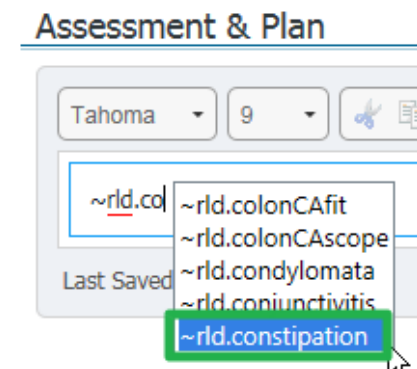 Assessment & Plan
Tahoma 9
~rld.co
~rld.colonCAfit
~rld.colonCAscope
~rld.condylomata
Last Saved
~rld.conjunctivitis
~rld.constipation